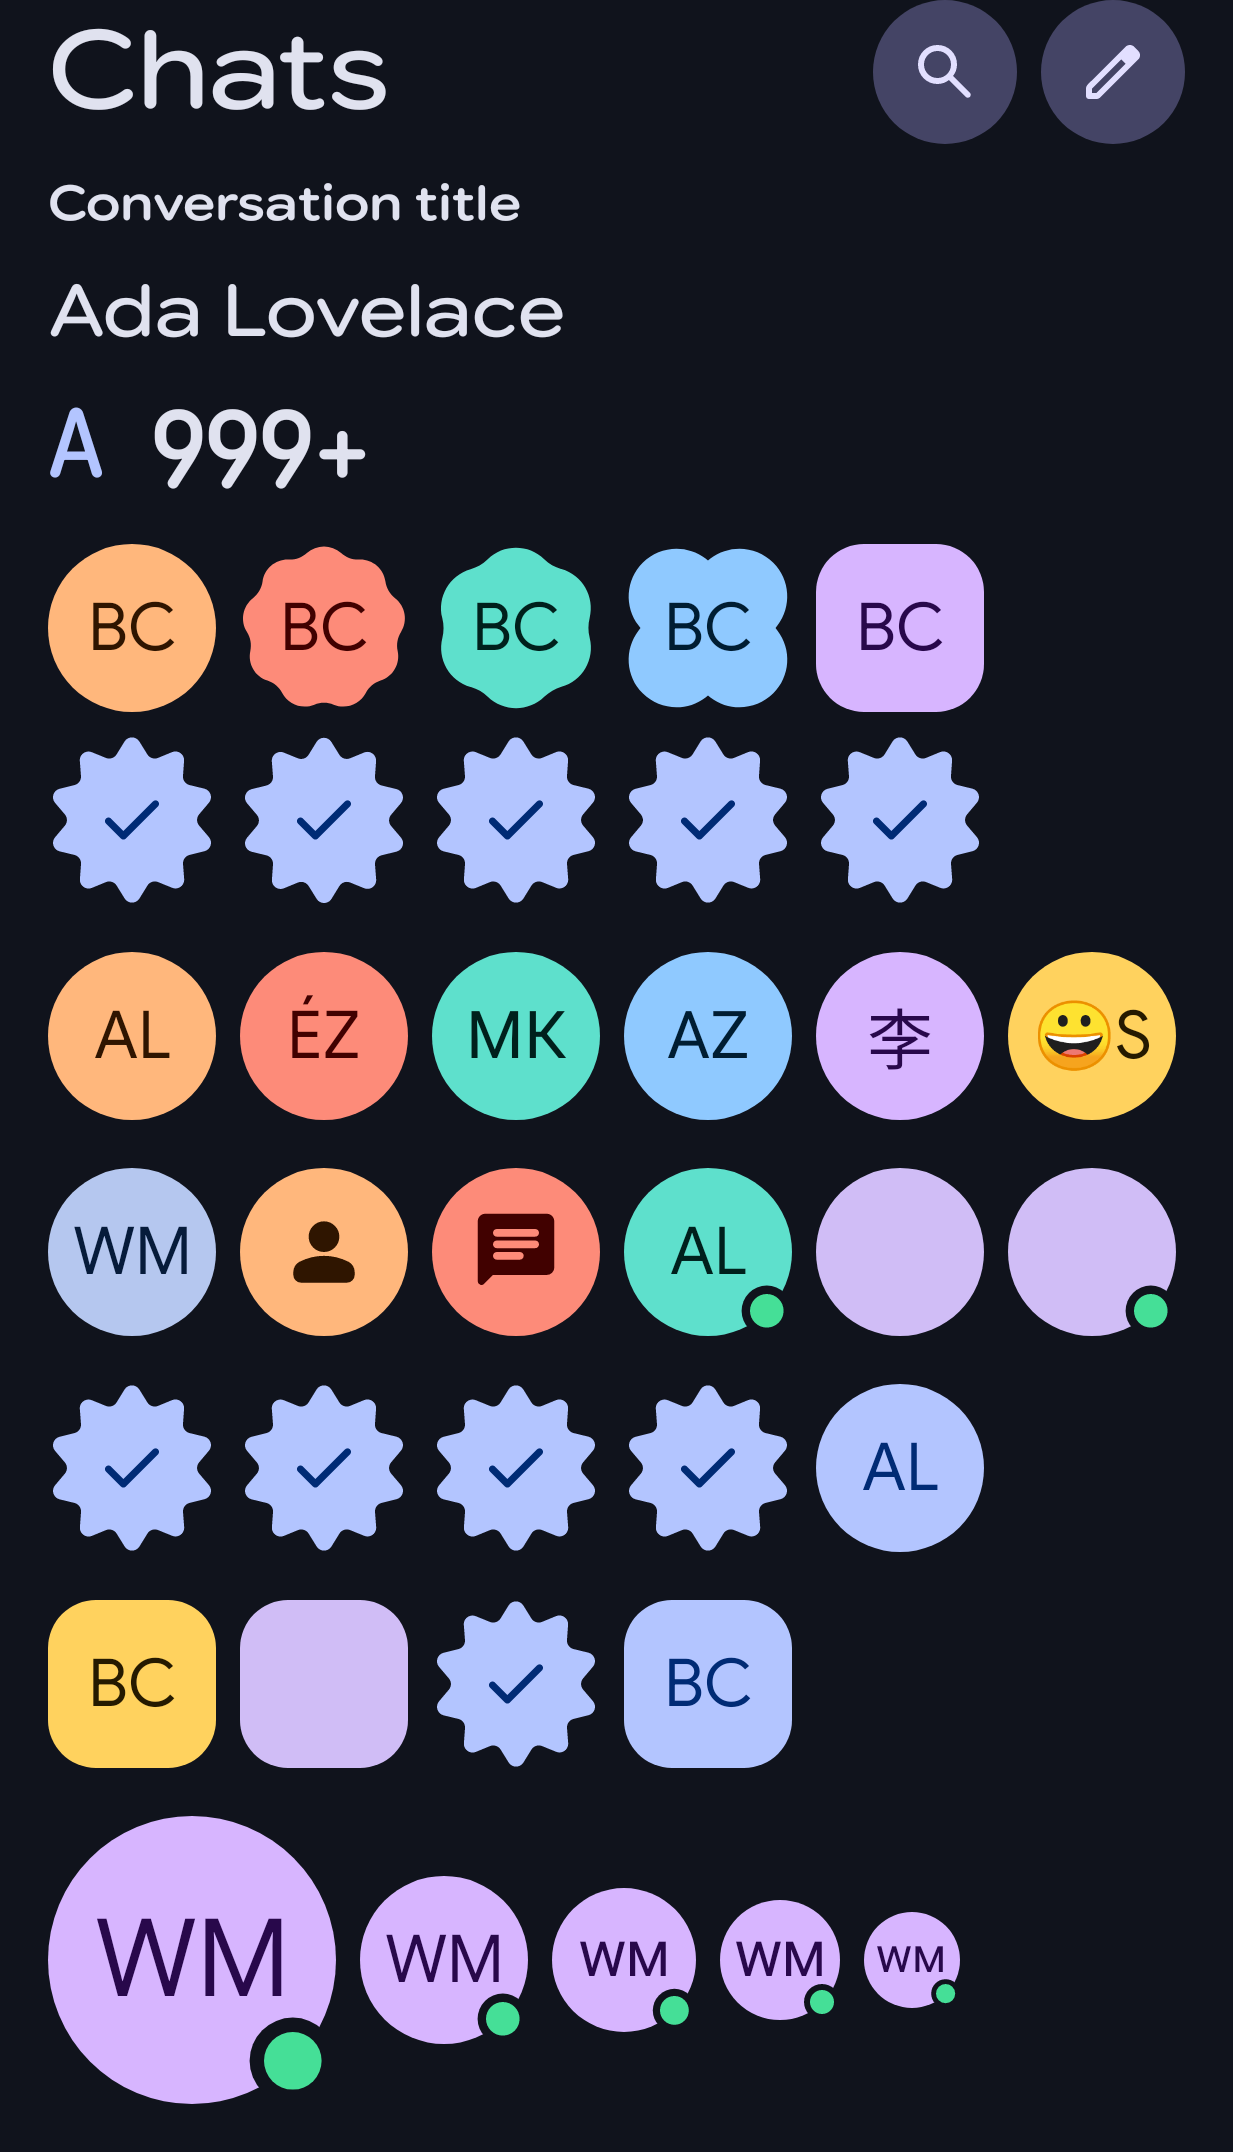 Chats
Conversation title
Ada Lovelace
A 999+
BC BC BC BC BC
AL ÉZ MK AZ 李 😀S
WM AL
AL
BC BC
WM WM WM WM WM